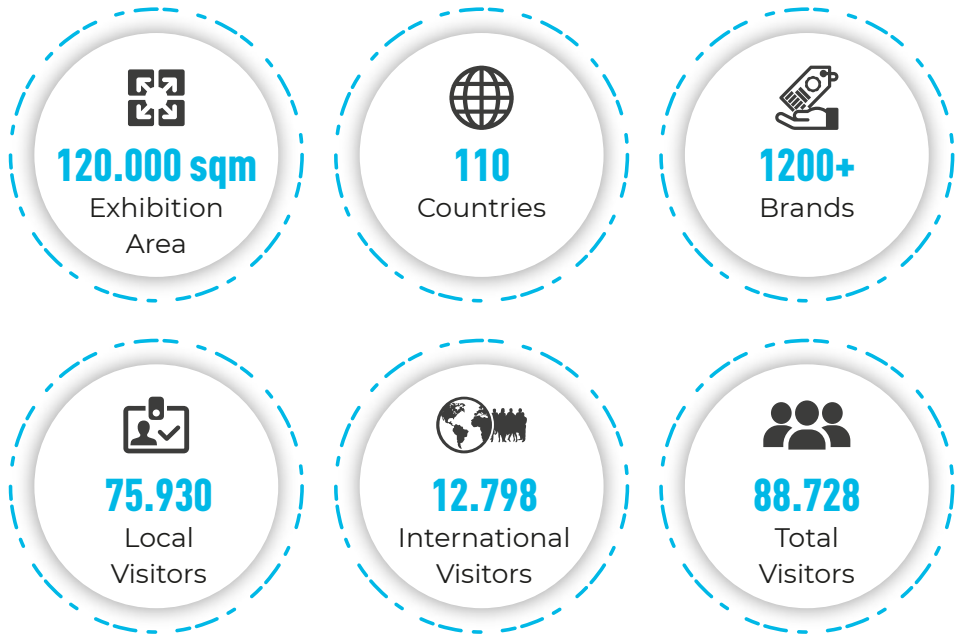 120.000 sqm
Exhibition
Area
110
Countries
1200+
Brands
75.930
Local
Visitors
12.798
International
Visitors
88.728
Total
Visitors